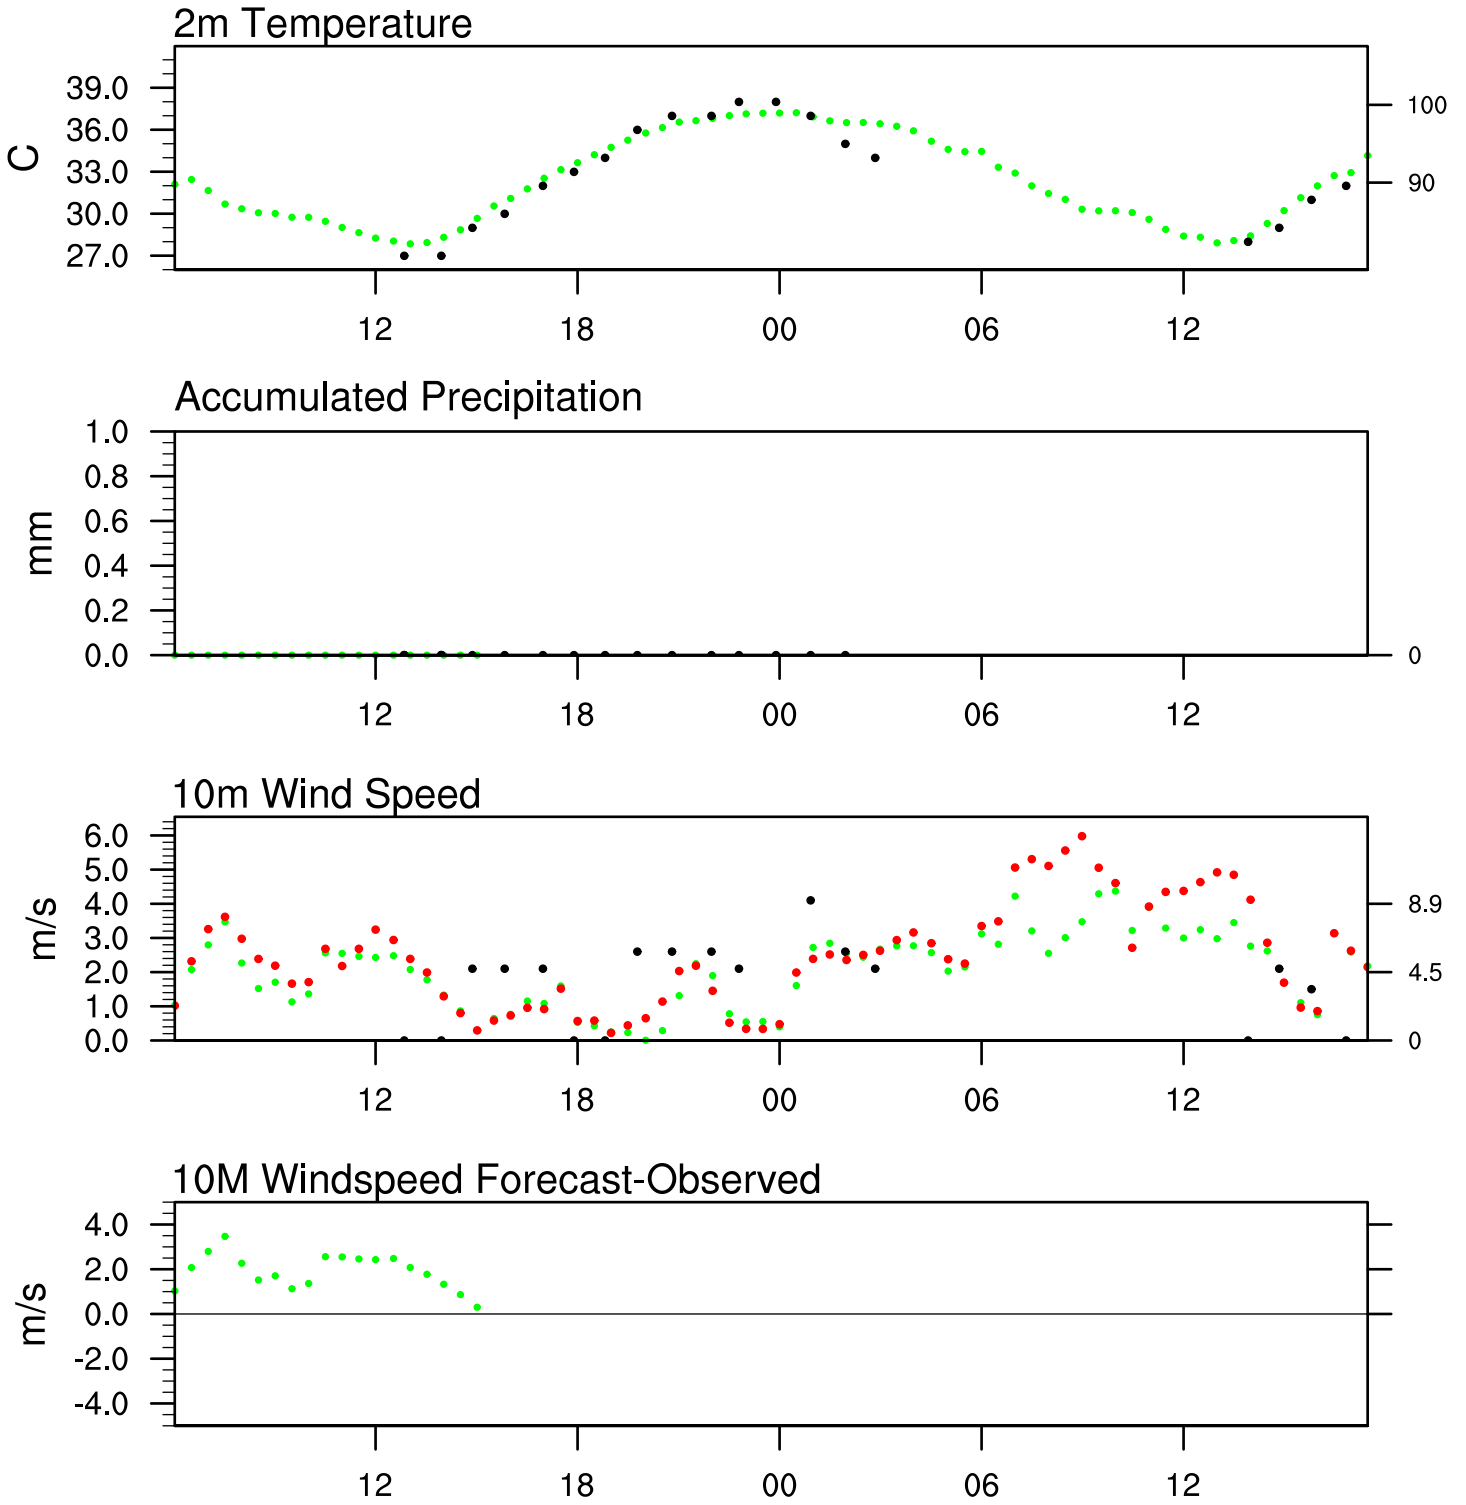 2m Temperature
39.0
36.0
33.0
30.0
27.0
C
100
90
12 18 00 06 12
Accumulated Precipitation
1.0
0.8
0.6
0.4
0.2
0.0
mm
0
12 18 00 06 12
10m Wind Speed
6.0
5.0
4.0
3.0
2.0
1.0
0.0
m/s
8.9
4.5
0
12 18 00 06 12
10M Windspeed Forecast-Observed
4.0
2.0
0.0
-2.0
-4.0
m/s
12 18 00 06 12